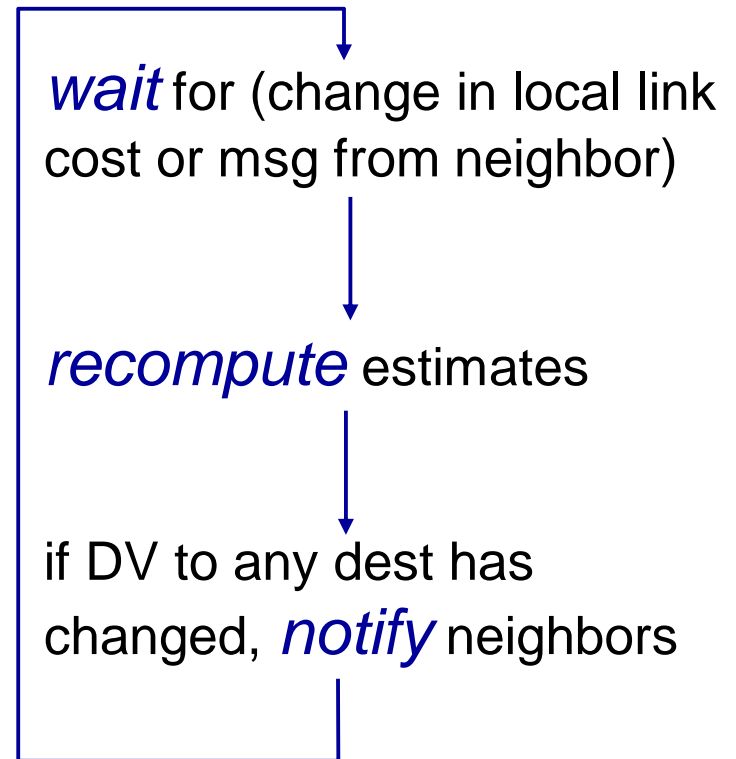 wait for (change in local link
cost or msg from neighbor)
recompute estimates
if DV to any dest has
changed, notify neighbors